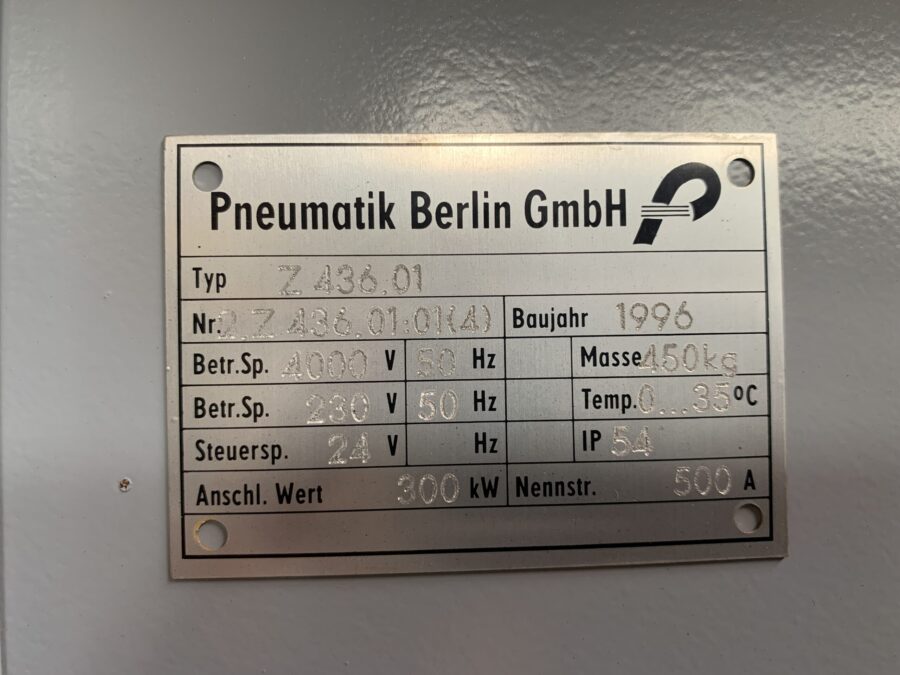 Pneumatik Berlin GmbH
Typ Z 436.01
Nr. 2.Z 436.01:01(4) Baujahr 1996
Betr.Sp. 4000 V 50 Hz Masse 450kg
Betr.Sp. 230 V 50 Hz Temp. 0...35 °C
Steuersp. 24 V Hz IP 54
Anschl. Wert 300 kW Nennstr. 500 A